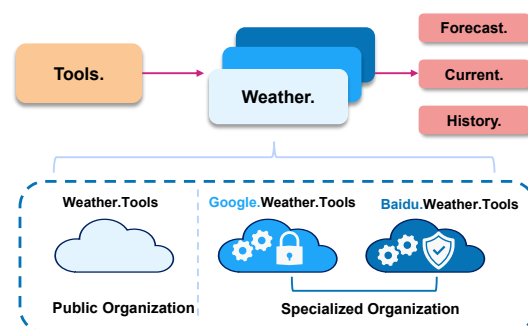 Tools.
Weather.
Forecast.
Current.
History.
Weather.Tools
Google.Weather.Tools
Baidu.Weather.Tools
Public Organization
Specialized Organization